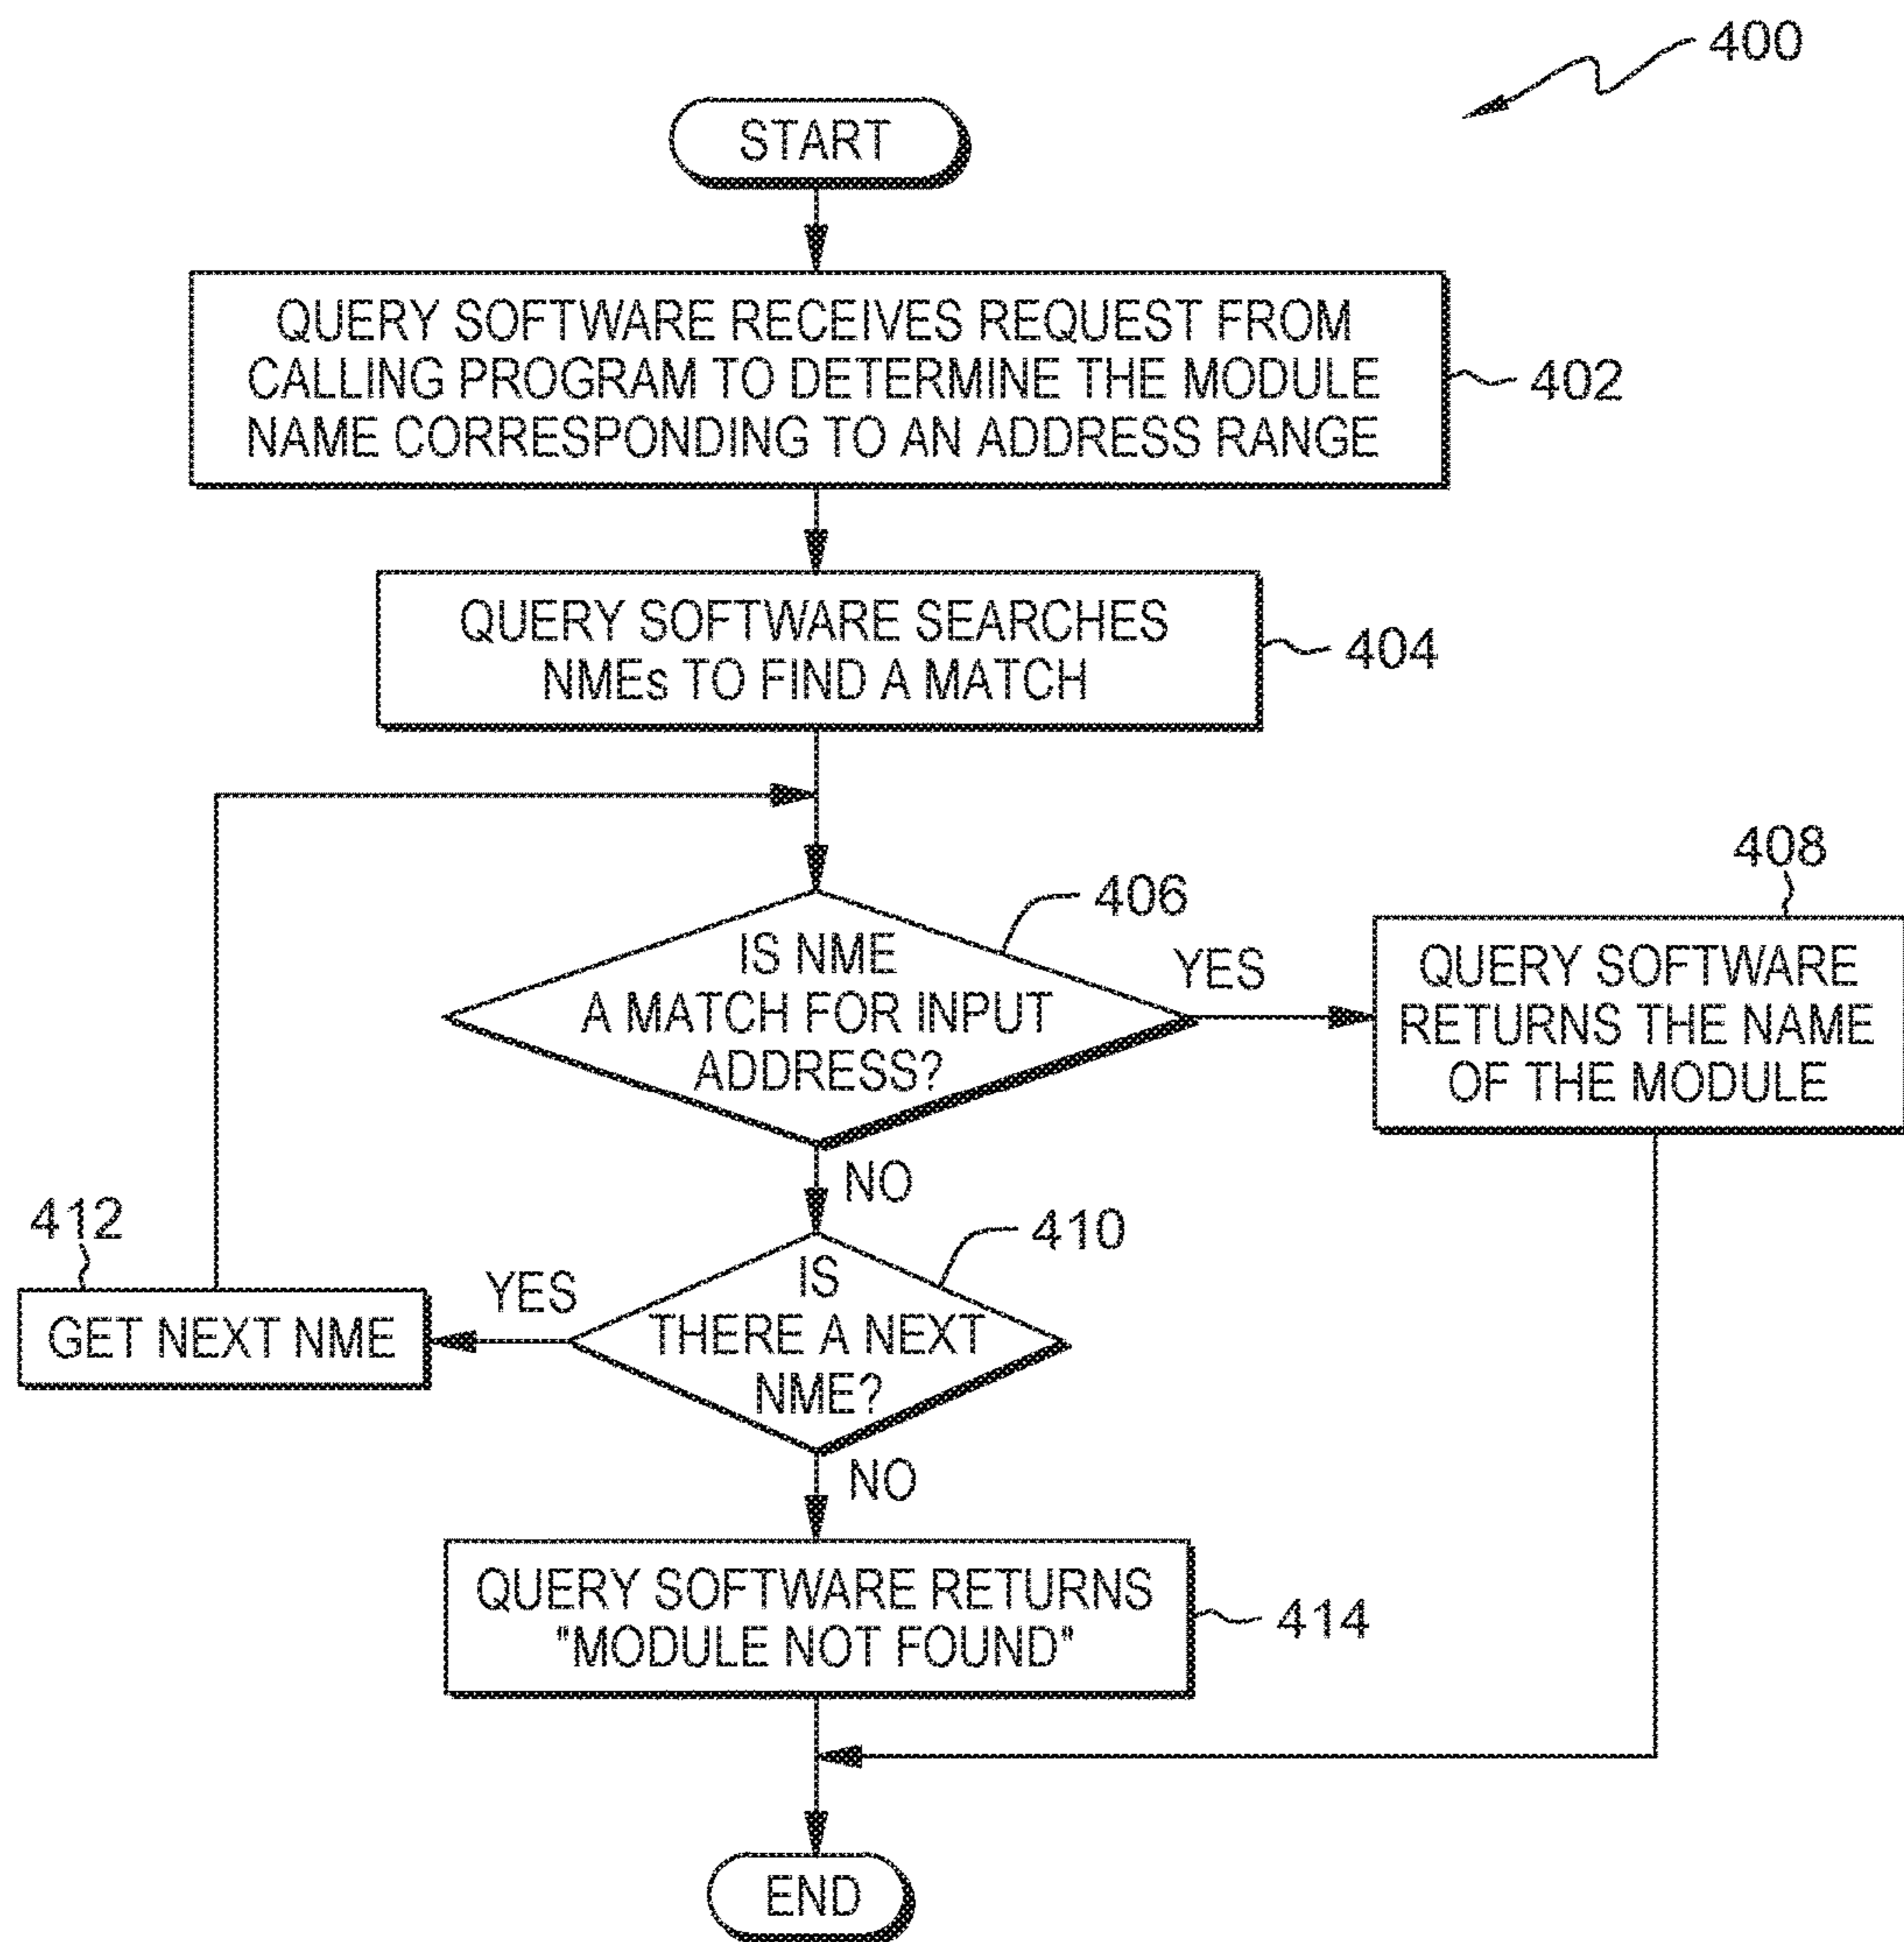 400
START
QUERY SOFTWARE RECEIVES REQUEST FROM
CALLING PROGRAM TO DETERMINE THE MODULE
NAME CORRESPONDING TO AN ADDRESS RANGE
402
QUERY SOFTWARE SEARCHES
NMEs TO FIND A MATCH
404
406
IS NME
A MATCH FOR INPUT
ADDRESS?
YES
408
QUERY SOFTWARE
RETURNS THE NAME
OF THE MODULE
NO
410
IS
THERE A NEXT
NME?
YES
412
GET NEXT NME
NO
QUERY SOFTWARE RETURNS
"MODULE NOT FOUND"
414
END